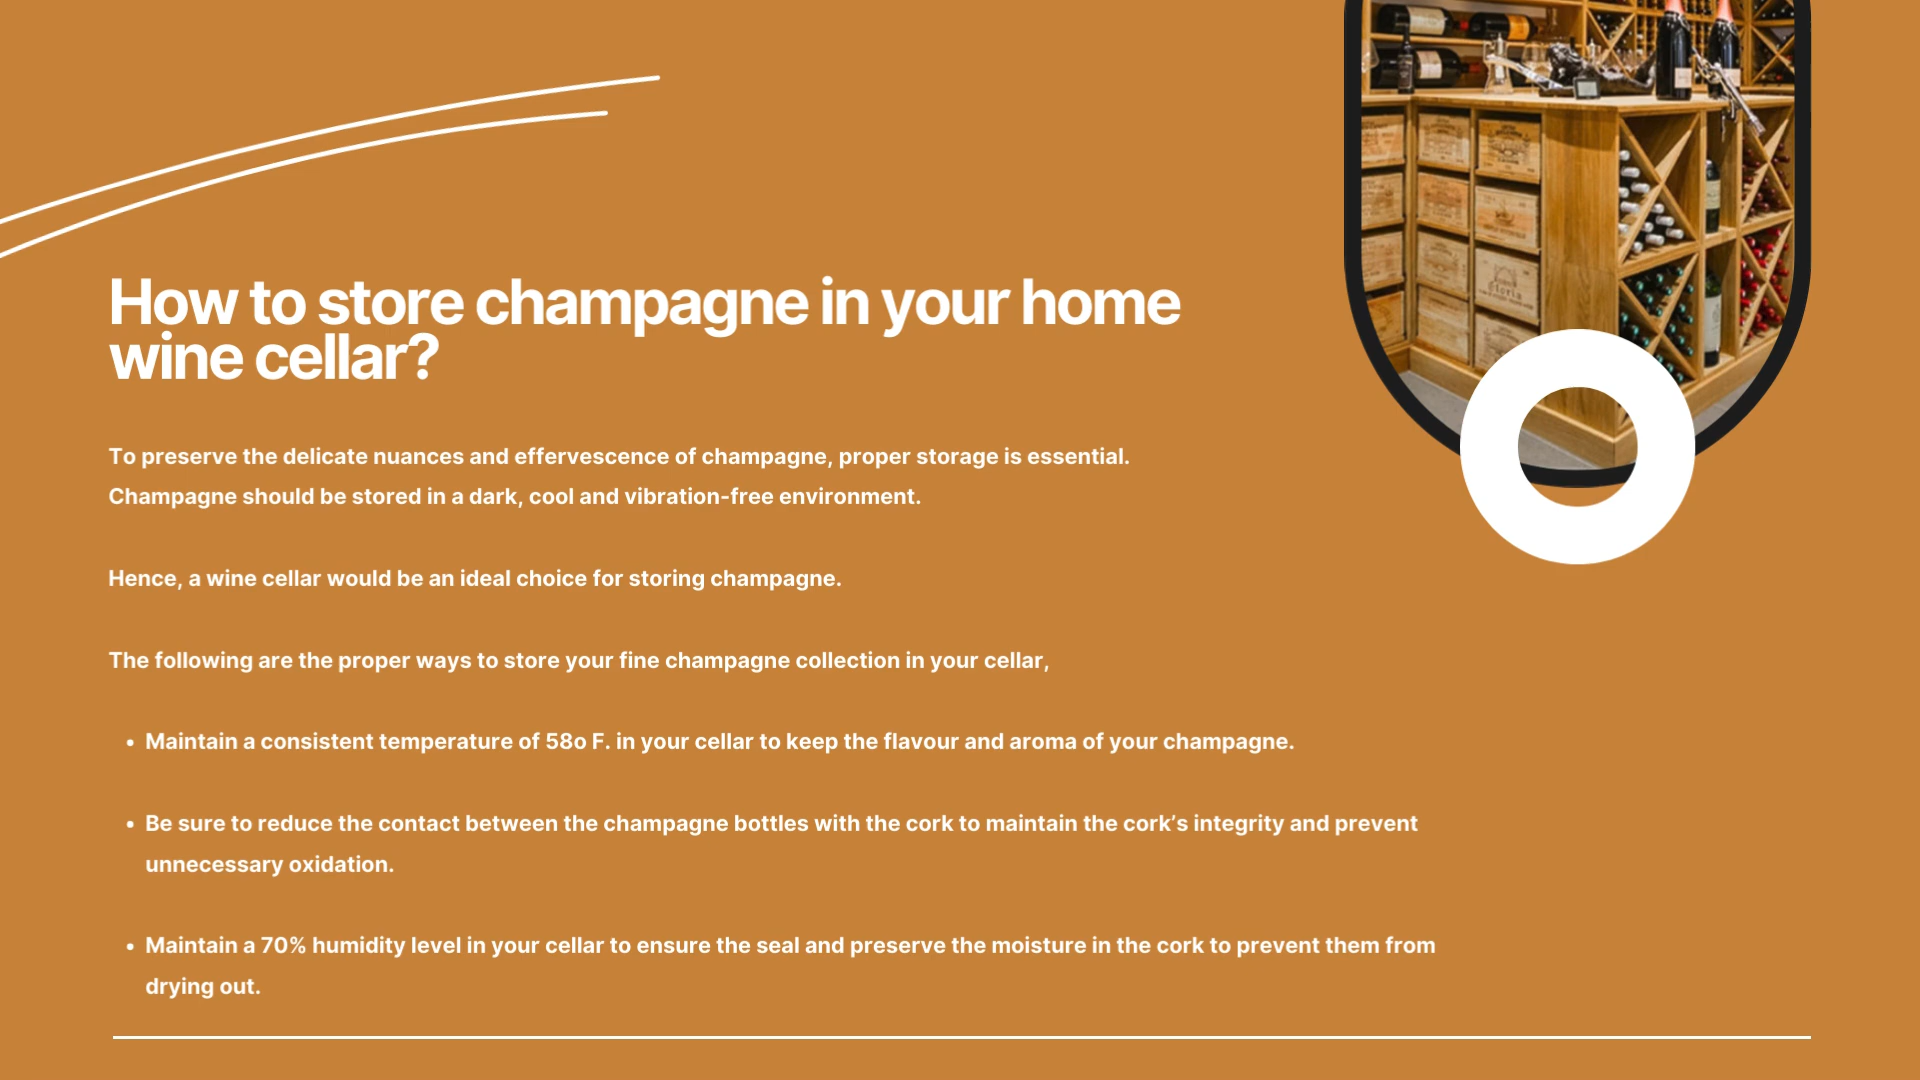 How to store champagne in your home
wine cellar?
To preserve the delicate nuances and effervescence of champagne, proper storage is essential.
Champagne should be stored in a dark, cool and vibration-free environment.
Hence, a wine cellar would be an ideal choice for storing champagne.
The following are the proper ways to store your fine champagne collection in your cellar,
• Maintain a consistent temperature of 58o F. in your cellar to keep the flavour and aroma of your champagne.
• Be sure to reduce the contact between the champagne bottles with the cork to maintain the cork’s integrity and prevent
unnecessary oxidation.
• Maintain a 70% humidity level in your cellar to ensure the seal and preserve the moisture in the cork to prevent them from
drying out.